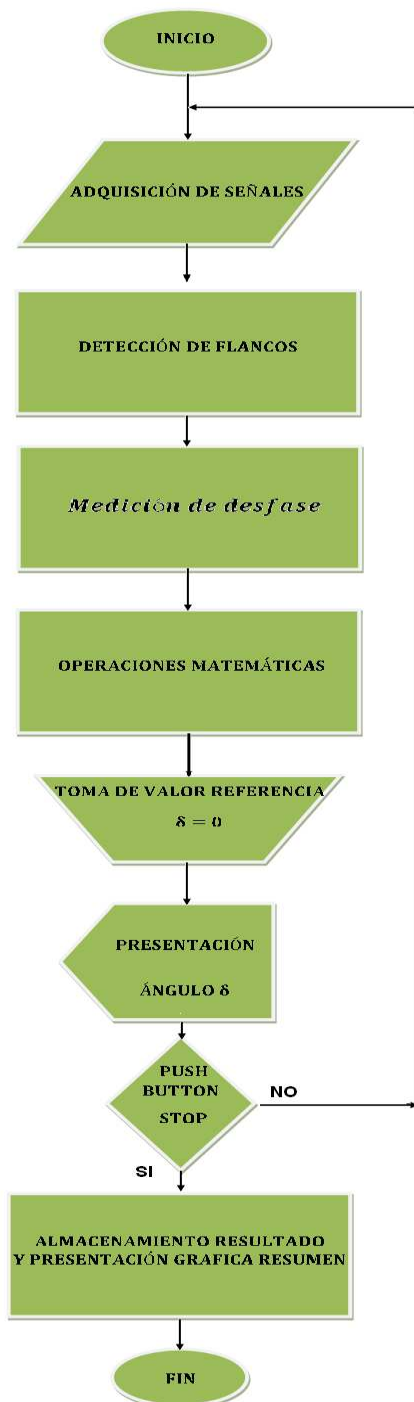 INICIO
ADQUISICIÓN DE SEÑALES
DETECCIÓN DE FLANCOS
Medición de desfase
OPERACIONES MATEMÁTICAS
TOMA DE VALOR REFERENCIA
δ = 0
PRESENTACIÓN
ÁNGULO δ
PUSH
BUTTON
STOP
NO
SI
ALMACENAMIENTO RESULTADO
Y PRESENTACIÓN GRAFICA RESUMEN
FIN